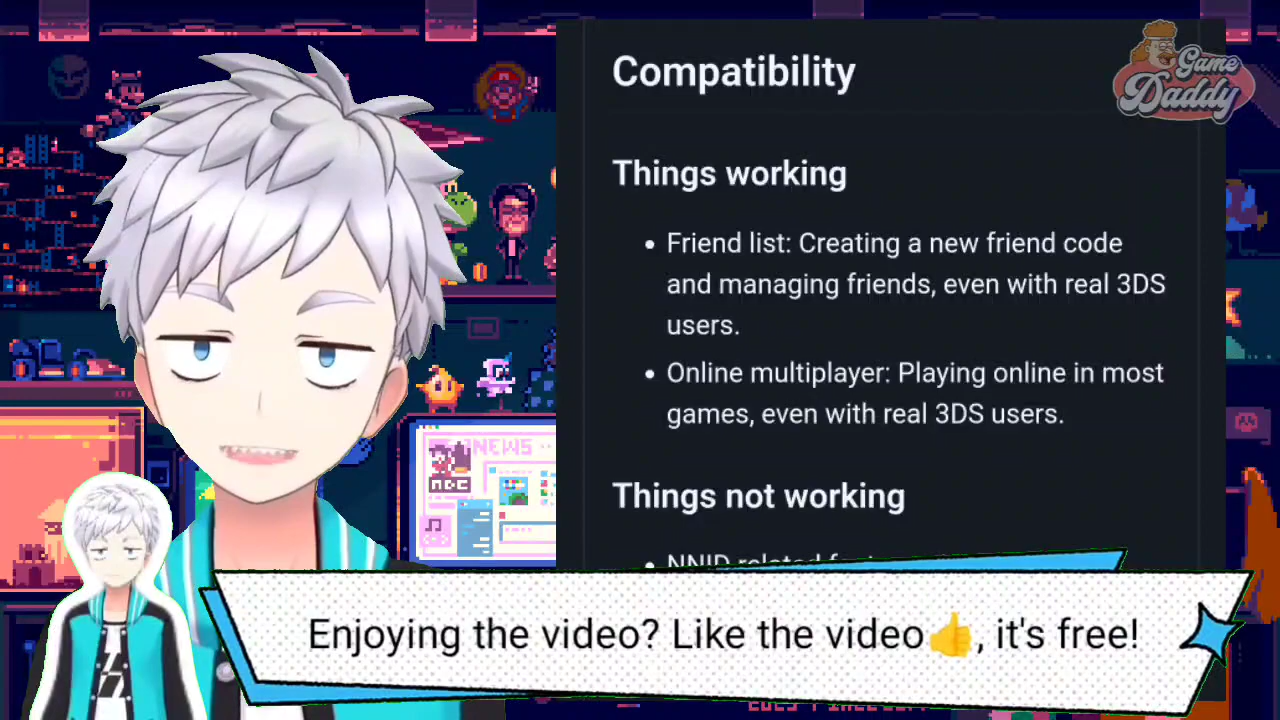 Compatibility
Game
Daddy
Things working
• Friend list: Creating a new friend code
and managing friends, even with real 3DS
users.
• Online multiplayer: Playing online in most
games, even with real 3DS users.
Things not working
• NNID related
NEWS
Enjoying the video? Like the video👍, it's free!